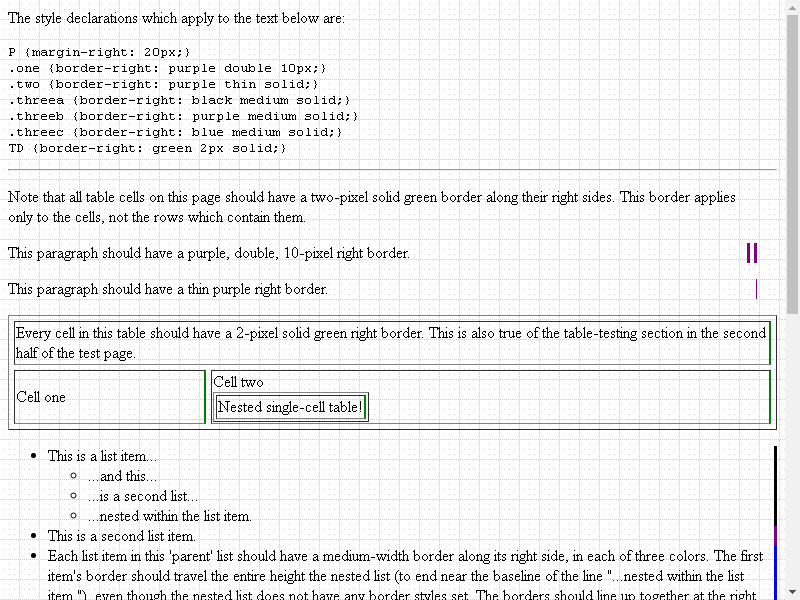 The style declarations which apply to the text below are:
P {margin-right: 20px;}
.one {border-right: purple double 10px;}
.two {border-right: purple thin solid;}
.threea {border-right: black medium solid;}
.threeb {border-right: purple medium solid;}
.threec {border-right: blue medium solid;}
TD {border-right: green 2px solid;}
Note that all table cells on this page should have a two-pixel solid green border along their right sides. This border applies
only to the cells, not the rows which contain them.
This paragraph should have a purple, double, 10-pixel right border.
This paragraph should have a thin purple right border.
Every cell in this table should have a 2-pixel solid green right border. This is also true of the table-testing section in the second
half of the test page.
Cell one
Cell two
Nested single-cell table!
This is a list item...
...and this...
...is a second list...
...nested within the list item.
This is a second list item.
Each list item in this 'parent' list should have a medium-width border along its right side, in each of three colors. The first
item's border should travel the entire height the nested list (to end near the baseline of the line "...nested within the list
item."), even though the nested list does not have any border styles set. The borders should line up together at the right